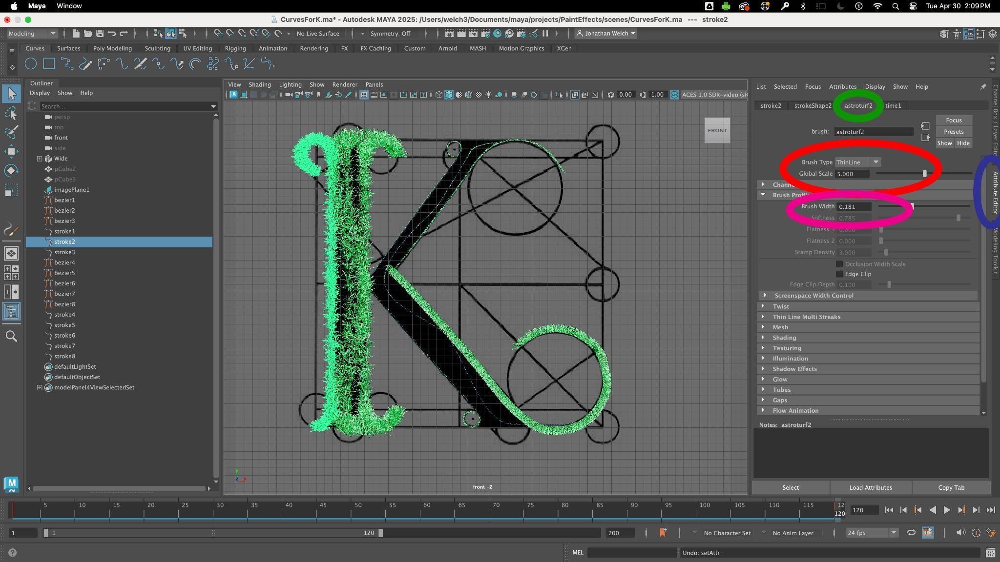 Maya Window Tue Apr 30 2:09 PM
CurvesForK.ma* - Autodesk MAYA 2025: /Users/welch3/Documents/maya/projects/PaintEffects/scenes/CurvesForK.ma --- stroke2
Modeling No Live Surface Symmetry: Off Jonathan Welch
IPR
Curves Surfaces Poly Modeling Sculpting UV Editing Rigging Animation Rendering FX FX Caching Custom Arnold MASH Motion Graphics XGen
Outliner
Display Show Help
Search...
persp
top
front
side
Wide
pCube2
pCube3
imagePlane1
bezier1
bezier2
bezier3
stroke1
stroke2
stroke3
bezier4
bezier5
bezier6
bezier7
bezier8
stroke4
stroke5
stroke6
stroke7
stroke8
defaultLightSet
defaultObjectSet
modelPanel4ViewSelectedSet
M
AYA
View Shading Lighting Show Renderer Panels
0.00 1.00 ACES 1.0 SDR-video (sR
FRONT
y
z x
front -Z
List Selected Focus Attributes Display Show Help
stroke2 strokeShape2 astroturf2 time1
brush: astroturf2
Focus
Presets
Show Hide
Brush Type ThinLine
Global Scale 5.000
Brush Width 0.181
Softness 0.785
Flatness 1 0.000
Flatness 2 0.000
Stamp Density 3.000
Occlusion Width Scale
Edge Clip
Edge Clip Depth 0.100
Screenspace Width Control
Twist
Thin Line Multi Streaks
Mesh
Shading
Texturing
Illumination
Shadow Effects
Glow
Tubes
Gaps
Flow Animation
Notes: astroturf2
Select Load Attributes Copy Tab
Channel Box / Layer Editor
Attribute Editor
Modeling Toolkit
5 10 15 20 25 30 35 40 45 50 55 60 65 70 75 80 85 90 95 100 105 110 115 12
120
120
1 1 120 200 No Character Set No Anim Layer 24 fps
MEL Undo: setAttr